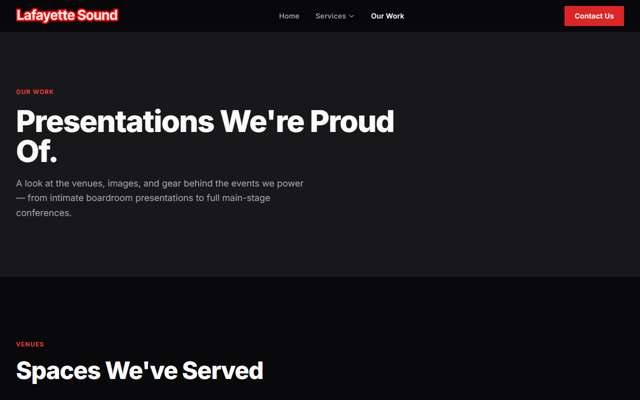 Lafayette Sound
Home
Services
Our Work
Contact Us
OUR WORK
Presentations We're Proud
Of.
A look at the venues, images, and gear behind the events we power
— from intimate boardroom presentations to full main-stage
conferences.
VENUES
Spaces We've Served